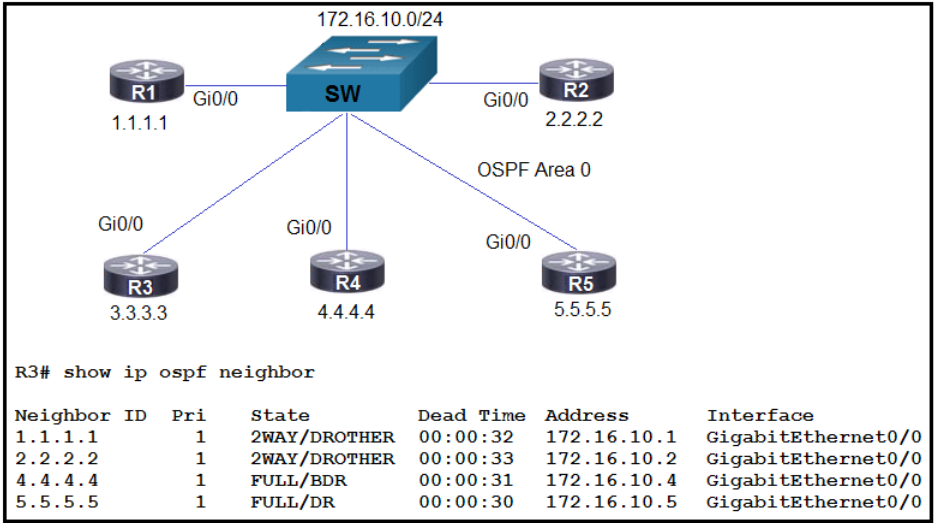 172.16.10.0/24
R1
Gi0/0
SW
Gi0/0
R2
1.1.1.1
2.2.2.2
OSPF Area 0
Gi0/0
Gi0/0
Gi0/0
R3
R4
R5
3.3.3.3
4.4.4.4
5.5.5.5
R3# show ip ospf neighbor
Neighbor ID Pri State Dead Time Address Interface
1.1.1.1 1 2WAY/DROTHER 00:00:32 172.16.10.1 GigabitEthernet0/0
2.2.2.2 1 2WAY/DROTHER 00:00:33 172.16.10.2 GigabitEthernet0/0
4.4.4.4 1 FULL/BDR 00:00:31 172.16.10.4 GigabitEthernet0/0
5.5.5.5 1 FULL/DR 00:00:30 172.16.10.5 GigabitEthernet0/0